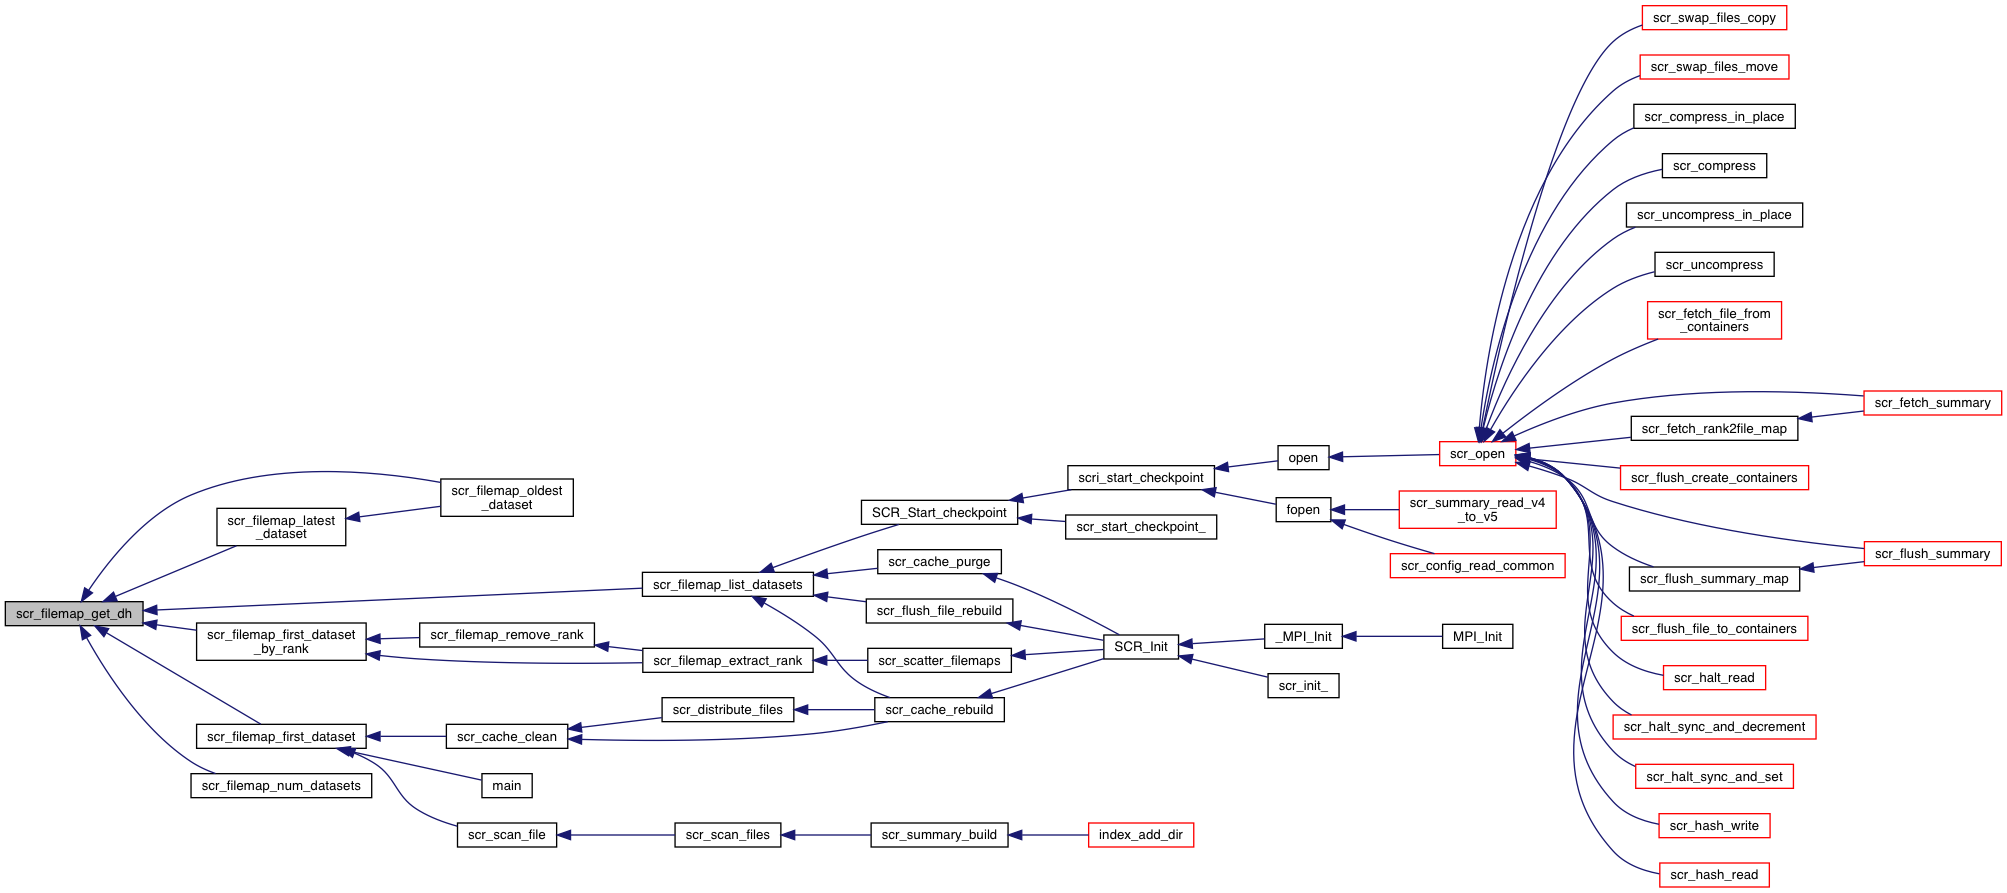 scr_swap_files_copy
scr_swap_files_move
scr_compress_in_place
scr_compress
scr_uncompress_in_place
scr_uncompress
scr_fetch_file_from
_containers
scr_fetch_summary
scr_fetch_rank2file_map
scr_open
open
scr_flush_create_containers
scri_start_checkpoint
scr_filemap_oldest
_dataset
fopen
scr_summary_read_v4
_to_v5
SCR_Start_checkpoint
scr_start_checkpoint_
scr_filemap_latest
_dataset
scr_flush_summary
scr_cache_purge
scr_config_read_common
scr_flush_summary_map
scr_filemap_list_datasets
scr_flush_file_rebuild
scr_filemap_get_dh
scr_flush_file_to_containers
scr_filemap_first_dataset
_by_rank
scr_filemap_remove_rank
_MPI_Init
MPI_Init
SCR_Init
scr_filemap_extract_rank
scr_scatter_filemaps
scr_halt_read
scr_init_
scr_distribute_files
scr_cache_rebuild
scr_halt_sync_and_decrement
scr_filemap_first_dataset
scr_cache_clean
scr_halt_sync_and_set
scr_filemap_num_datasets
main
scr_hash_write
scr_scan_file
scr_scan_files
scr_summary_build
index_add_dir
scr_hash_read